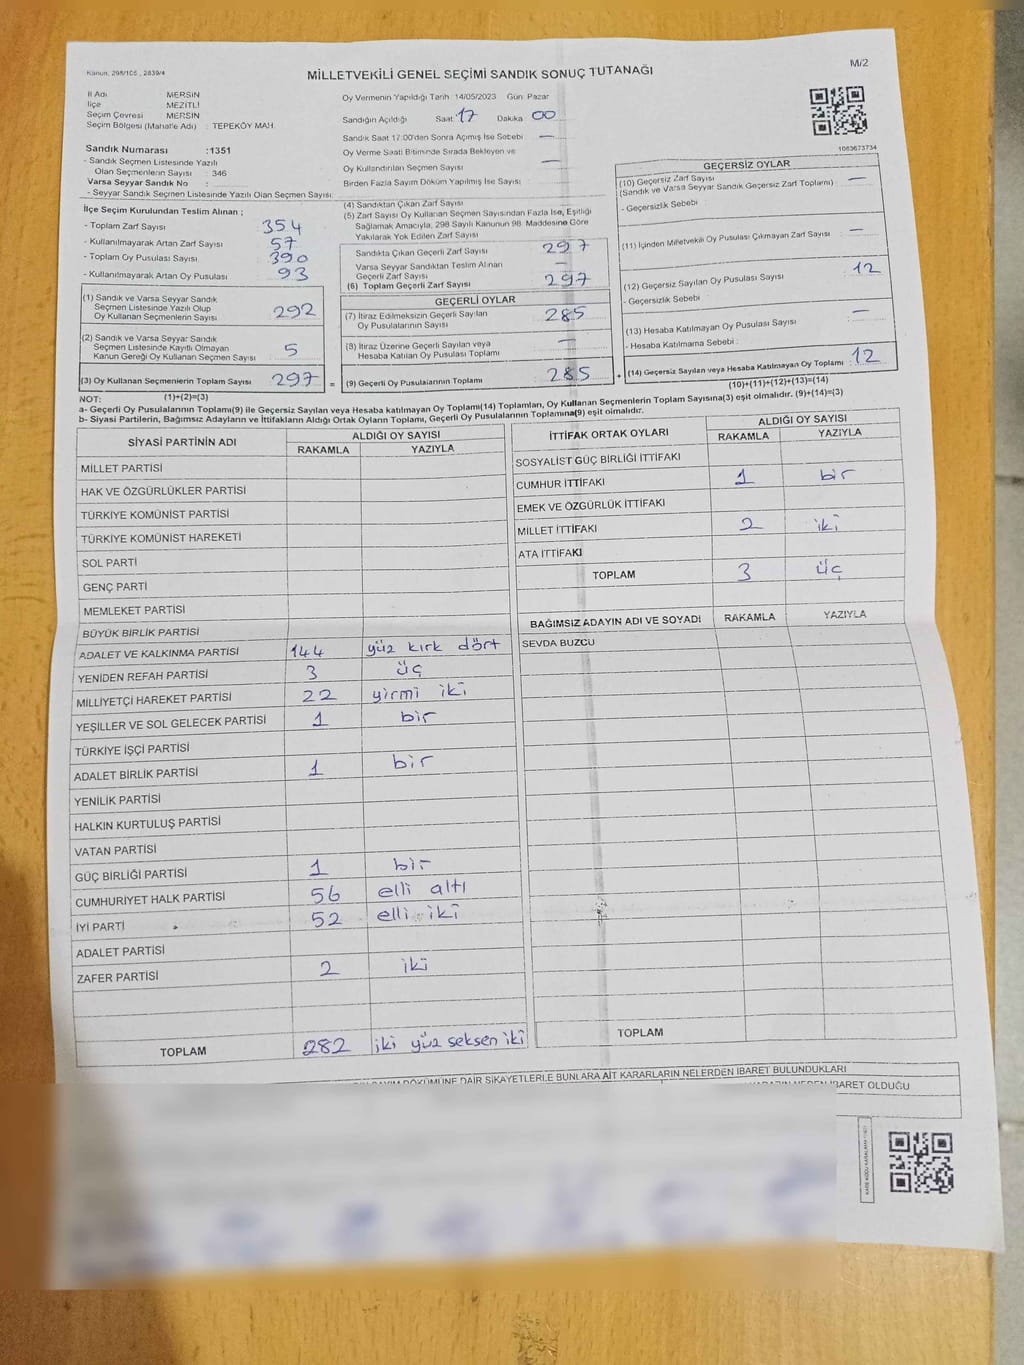 Kanun, 298/105 , 2839/4
MİLLETVEKİLİ GENEL SEÇİMİ SANDIK SONUÇ TUTANAĞI
M/2
İl Adı MERSİN
İlçe MEZİTLİ
Seçim Çevresi MERSİN
Seçim Bölgesi (Mahalle Adı) : TEPEKÖY MAH.
Oy Vermenin Yapıldığı Tarih 14/05/2023 Gün Pazar
Sandığın Açıldığı Saat 17 Dakika 00
Sandık Saat 17:00'den Sonra Açımış İse Sebebi —
Oy Verme Saati Bitiminde Sırada Bekleyen ve
Oy Kullandırılan Seçmen Sayısı —
Birden Fazla Sayım Döküm Yapılmış İse Sayısı
1063673734
Sandık Numarası :1351
- Sandık Seçmen Listesinde Yazılı
Olan Seçmenlerin Sayısı : 346
Varsa Seyyar Sandık No :
- Seyyar Sandık Seçmen Listesinde Yazılı Olan Seçmen Sayısı
İlçe Seçim Kurulundan Teslim Alınan ;
- Toplam Zarf Sayısı 354
- Kullanılmayarak Artan Zarf Sayısı 57
- Toplam Oy Pusulası Sayısı 390
- Kullanılmayarak Artan Oy Pusulası 93
(1) Sandık ve Varsa Seyyar Sandık
Seçmen Listesinde Yazılı Olup
Oy Kullanan Seçmenlerin Sayısı 292
(2) Sandık ve Varsa Seyyar Sandık
Seçmen Listesinde Kayıtlı Olmayan
Kanun Gereği Oy Kullanan Seçmen Sayısı 5
(3) Oy Kullanan Seçmenlerin Toplam Sayısı 297 =
(1)+(2)=(3)
(4) Sandıktan Çıkan Zarf Sayısı
(5) Zarf Sayısı Oy Kullanan Seçmen Sayısından Fazla İse, Eşitliği
Sağlamak Amacıyla, 298 Sayılı Kanunun 98. Maddesine Göre
Yakılarak Yok Edilen Zarf Sayısı
Sandıkta Çıkan Geçerli Zarf Sayısı 297
Varsa Seyyar Sandıktan Teslim Alınan
Geçerli Zarf Sayısı —
(6) Toplam Geçerli Zarf Sayısı 297
GEÇERLİ OYLAR
(7) İtiraz Edilmeksizin Geçerli Sayılan
Oy Pusulalarının Sayısı 285
(8) İtiraz Üzerine Geçerli Sayılan veya
Hesaba Katılan Oy Pusulası Toplamı —
(9) Geçerli Oy Pusulalarının Toplamı 285 +
GEÇERSİZ OYLAR
(10) Geçersiz Zarf Sayısı —
(Sandık ve Varsa Seyyar Sandık Geçersiz Zarf Toplamı)
- Geçersizlik Sebebi
(11) İçinden Milletvekili Oy Pusulası Çıkmayan Zarf Sayısı —
(12) Geçersiz Sayılan Oy Pusulası Sayısı 12
- Geçersizlik Sebebi
(13) Hesaba Katılmayan Oy Pusulası Sayısı —
- Hesaba Katılmama Sebebi :
(14) Geçersiz Sayılan veya Hesaba Katılmayan Oy Toplamı 12
(10)+(11)+(12)+(13)=(14)
NOT:
a- Geçerli Oy Pusulalarının Toplamı(9) ile Geçersiz Sayılan veya Hesaba katılmayan Oy Toplamı(14) Toplamları, Oy Kullanan Seçmenlerin Toplam Sayısına(3) eşit olmalıdır. (9)+(14)=(3)
b- Siyasi Partilerin, Bağımsız Adayların ve İttifakların Aldığı Ortak Oyların Toplamı, Geçerli Oy Pusulalarının Toplamına(9) eşit olmalıdır.
SİYASİ PARTİNİN ADI ALDIĞI OY SAYISI
RAKAMLA YAZIYLA
MİLLET PARTİSİ
HAK VE ÖZGÜRLÜKLER PARTİSİ
TÜRKİYE KOMÜNİST PARTİSİ
TÜRKİYE KOMÜNİST HAREKETİ
SOL PARTİ
GENÇ PARTİ
MEMLEKET PARTİSİ
BÜYÜK BİRLİK PARTİSİ
ADALET VE KALKINMA PARTİSİ 144 yüz kırk dört
YENİDEN REFAH PARTİSİ 3 üç
MİLLİYETÇİ HAREKET PARTİSİ 22 yirmi iki
YEŞİLLER VE SOL GELECEK PARTİSİ 1 bir
TÜRKİYE İŞÇİ PARTİSİ
ADALET BİRLİK PARTİSİ 1 bir
YENİLİK PARTİSİ
HALKIN KURTULUŞ PARTİSİ
VATAN PARTİSİ
GÜÇ BİRLİĞİ PARTİSİ 1 bir
CUMHURİYET HALK PARTİSİ 56 elli altı
İYİ PARTİ 52 elli iki
ADALET PARTİSİ
ZAFER PARTİSİ 2 iki
TOPLAM 282 iki yüz seksen iki
İTTİFAK ORTAK OYLARI ALDIĞI OY SAYISI
RAKAMLA YAZIYLA
SOSYALİST GÜÇ BİRLİĞİ İTTİFAKI
CUMHUR İTTİFAKI 1 bir
EMEK VE ÖZGÜRLÜK İTTİFAKI
MİLLET İTTİFAKI 2 iki
ATA İTTİFAKI
TOPLAM 3 üç
BAĞIMSIZ ADAYIN ADI VE SOYADI RAKAMLA YAZIYLA
SEVDA BUZCU
TOPLAM
DÖKÜMÜNE DAİR ŞİKAYETLERLE BUNLARA AİT KARARLARIN NELERDEN İBARET BULUNDUKLARI
İBARET OLDUĞU